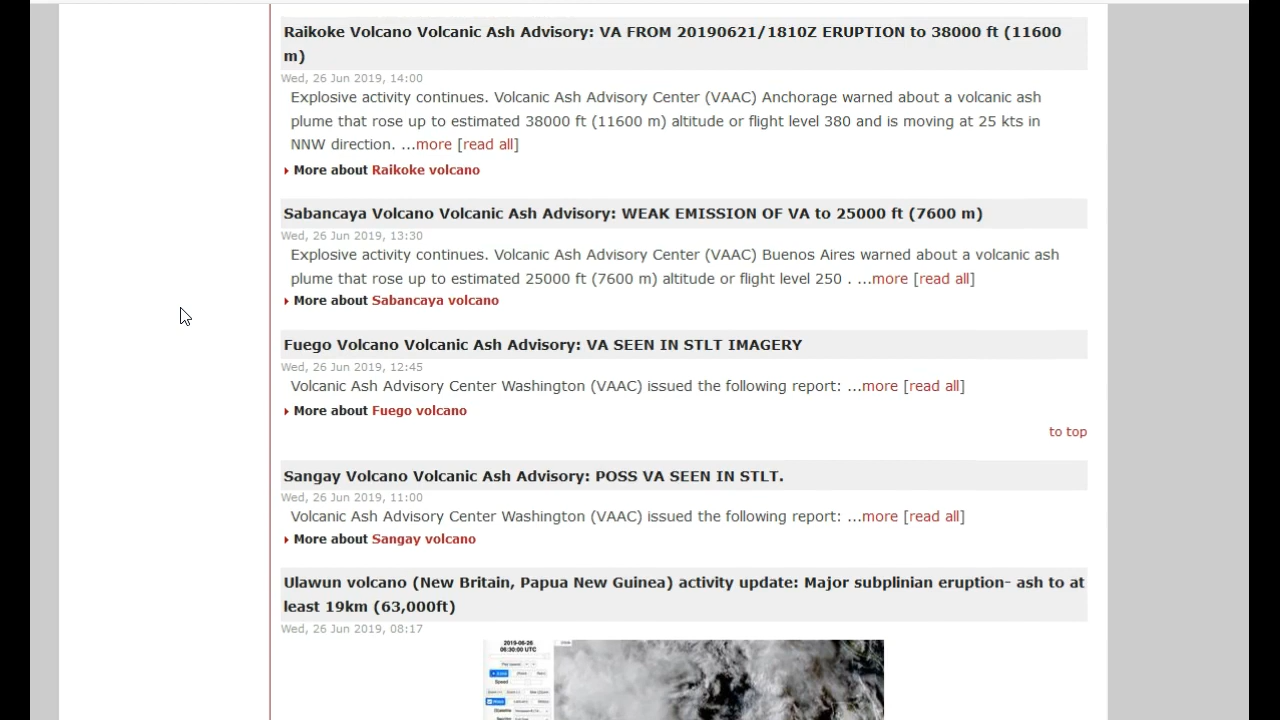 Raikoke Volcano Volcanic Ash Advisory: VA FROM 20190621/1810Z ERUPTION to 38000 ft (11600
m)
Wed, 26 Jun 2019, 14:00
Explosive activity continues. Volcanic Ash Advisory Center (VAAC) Anchorage warned about a volcanic ash
plume that rose up to estimated 38000 ft (11600 m) altitude or flight level 380 and is moving at 25 kts in
NNW direction. ...more [read all]
More about Raikoke volcano
Sabancaya Volcano Volcanic Ash Advisory: WEAK EMISSION OF VA to 25000 ft (7600 m)
Wed, 26 Jun 2019, 13:30
Explosive activity continues. Volcanic Ash Advisory Center (VAAC) Buenos Aires warned about a volcanic ash
plume that rose up to estimated 25000 ft (7600 m) altitude or flight level 250 . ...more [read all]
More about Sabancaya volcano
Fuego Volcano Volcanic Ash Advisory: VA SEEN IN STLT IMAGERY
Wed, 26 Jun 2019, 12:45
Volcanic Ash Advisory Center Washington (VAAC) issued the following report: ...more [read all]
More about Fuego volcano
to top
Sangay Volcano Volcanic Ash Advisory: POSS VA SEEN IN STLT.
Wed, 26 Jun 2019, 11:00
Volcanic Ash Advisory Center Washington (VAAC) issued the following report: ...more [read all]
More about Sangay volcano
Ulawun volcano (New Britain, Papua New Guinea) activity update: Major subplinian eruption- ash to at
least 19km (63,000ft)
Wed, 26 Jun 2019, 08:17
2019-06-26
06:30:00 UTC